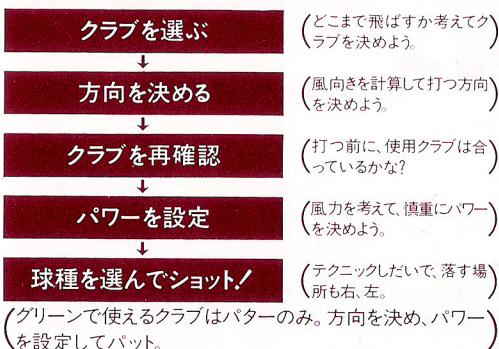 クラブを選ぶ
(どこまで飛ばすか考えてク
ラブを決めよう。)
方向を決める
(風向きを計算して打つ方向
を決めよう。)
クラブを再確認
(打つ前に、使用クラブは合
っているかな?)
パワーを設定
(風力を考えて、慎重にパワー
を決めよう。)
球種を選んでショット!
(テクニックしだいで、落す場
所も右、左。)
(グリーンで使えるクラブはパターのみ。方向を決め、パワー
を設定してパット。)